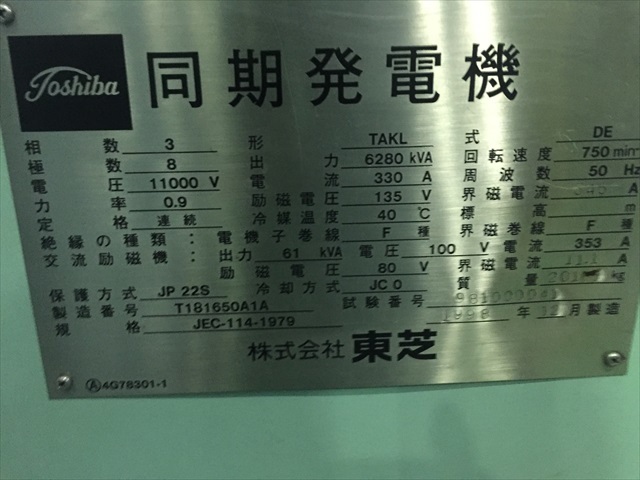 Toshiba 同期発電機
相数 3 形 TAKL 式 DE
極数 8 出力 6280 kVA 回転速度 750 min⁻¹
電圧 11000 V 電流 330 A 周波数 50 Hz
力率 0.9 励磁電圧 135 V 界磁電流 A
定格 連続 冷媒温度 40 ℃ 標高 m
絶縁の種類: 電機子巻線 F 種 界磁巻線 F 種
交流励磁機: 出力 61 kVA 電圧 100 V 電流 353 A
励磁電圧 80 V 界磁電流 A
保護方式 JP 22S 冷却方式 JC 0 質量 kg
製造番号 T181650A1A 試験番号
規格 JEC-114-1979 1998 年 12 月製造
株式会社 東芝
Ⓐ4G78301-1